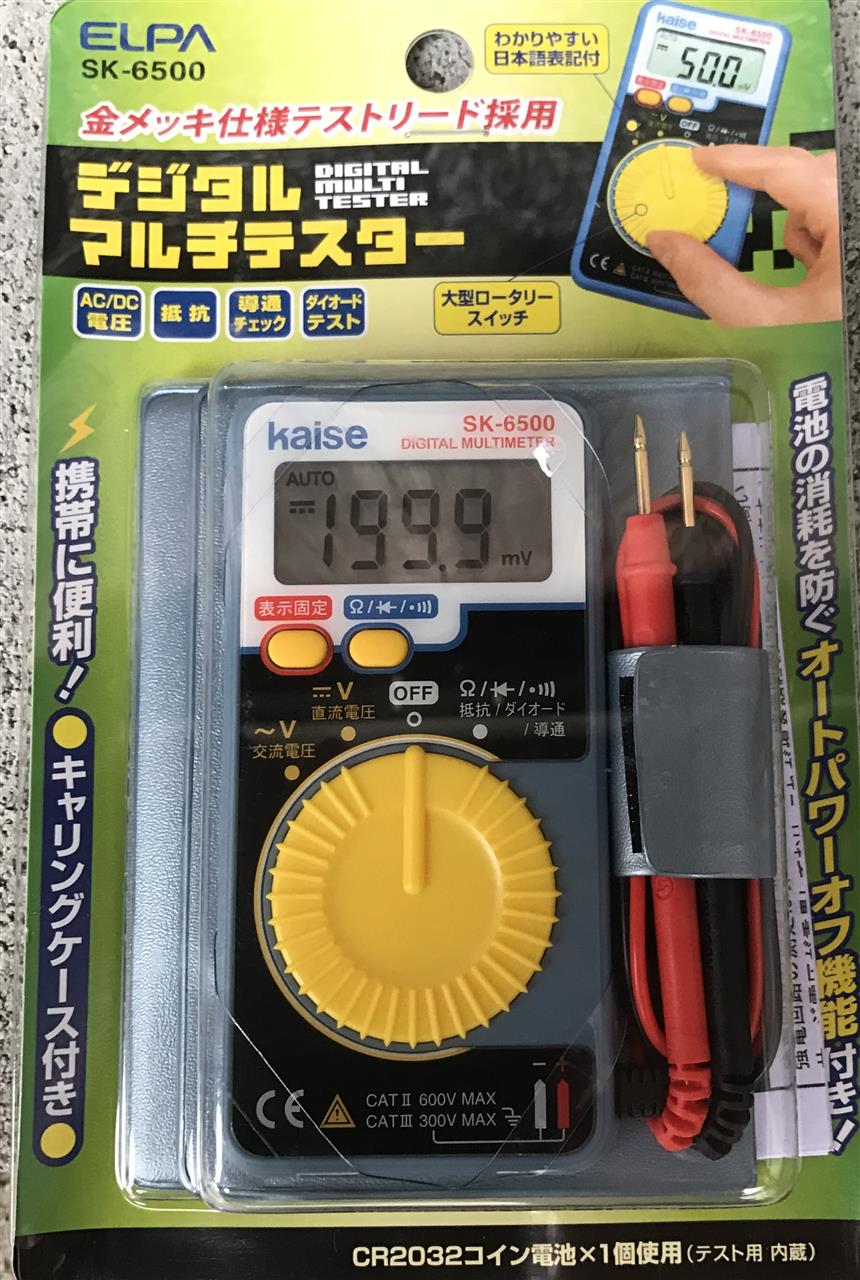 ELPA
SK-6500
わかりやすい
日本語表記付
kaise
SK-6500
DIGITAL MULTIMETER
AUTO
50.0
mV
OFF
金メッキ仕様テストリード採用
デジタル
DIGITAL
MULTI
TESTER
マルチテスター
AC/DC
電圧
抵抗
導通
チェック
ダイオード
テスト
大型ロータリー
スイッチ
CE
携帯に便利!
●キャリングケース付き●
電池の消耗を防ぐオートパワーオフ機能付き!
kaise
SK-6500
DIGITAL MULTIMETER
AUTO
199.9
mV
表示固定
Ω/
V
直流電圧
OFF
Ω/
抵抗/ダイオード
/導通
~V
交流電圧
CE
CAT II 600V MAX
CAT III 300V MAX
− +
CR2032コイン電池×1個使用(テスト用 内蔵)